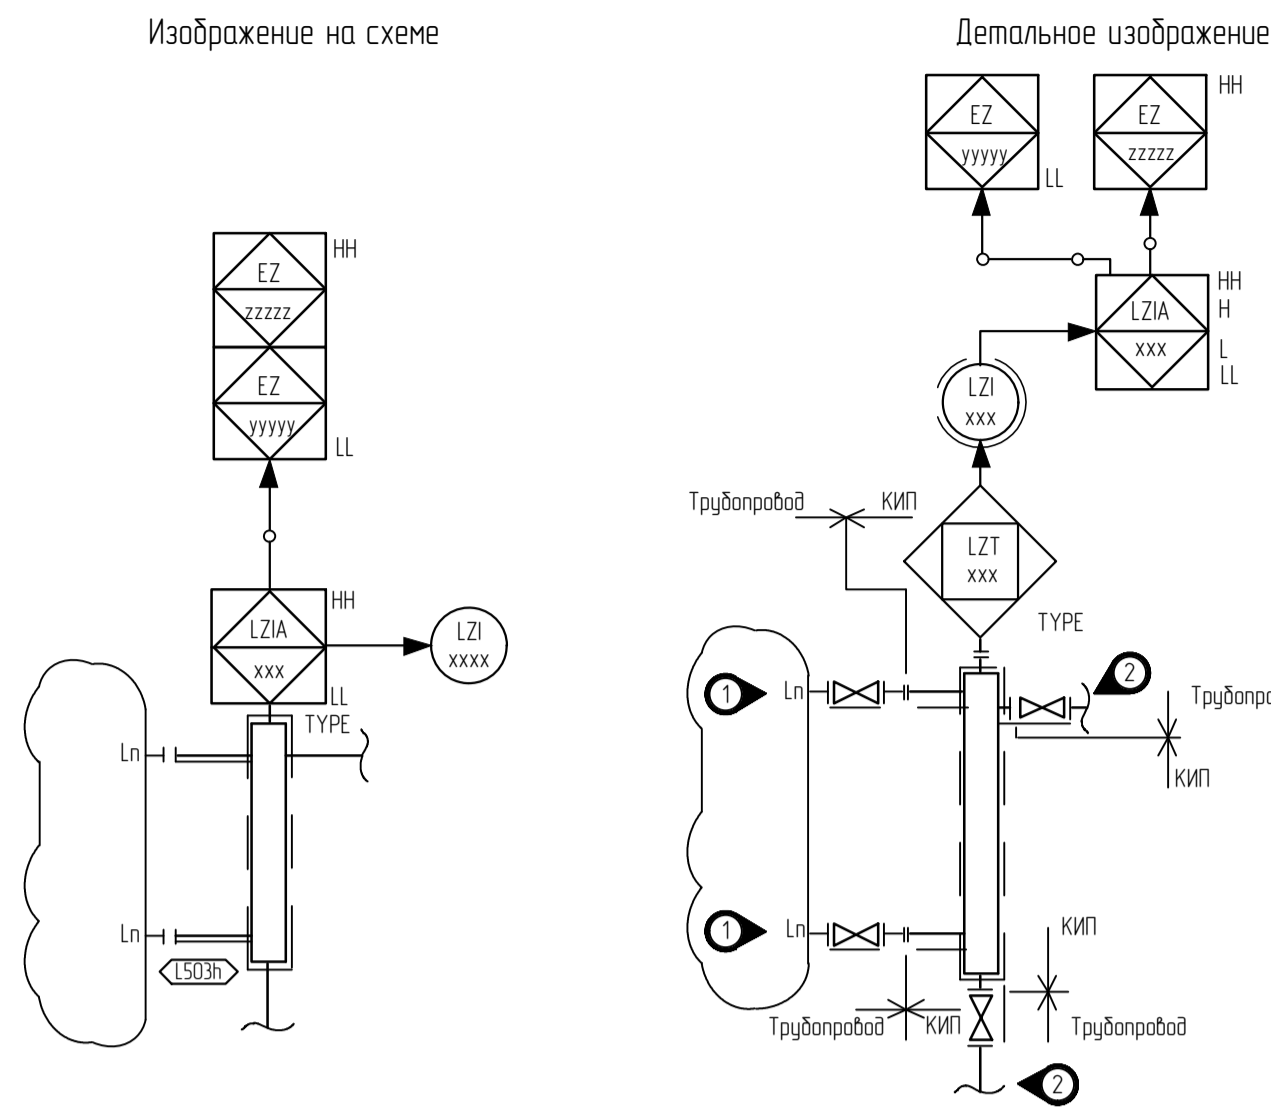 Изображение на схеме
HH
EZ
zzzzz
EZ
yyyyy
LL
HH
LZIA
xxx
LL
LZI
xxxx
TYPE
Ln
Ln
L503h
Детальное изображение
EZ
yyyyy
LL
HH
EZ
zzzzz
HH
H
LZIA
xxx
L
LL
LZI
xxx
Трубопровод
КИП
LZT
xxx
TYPE
1
Ln
2
Трубопро
КИП
1
Ln
КИП
Трубопровод
КИП
Трубопровод
2